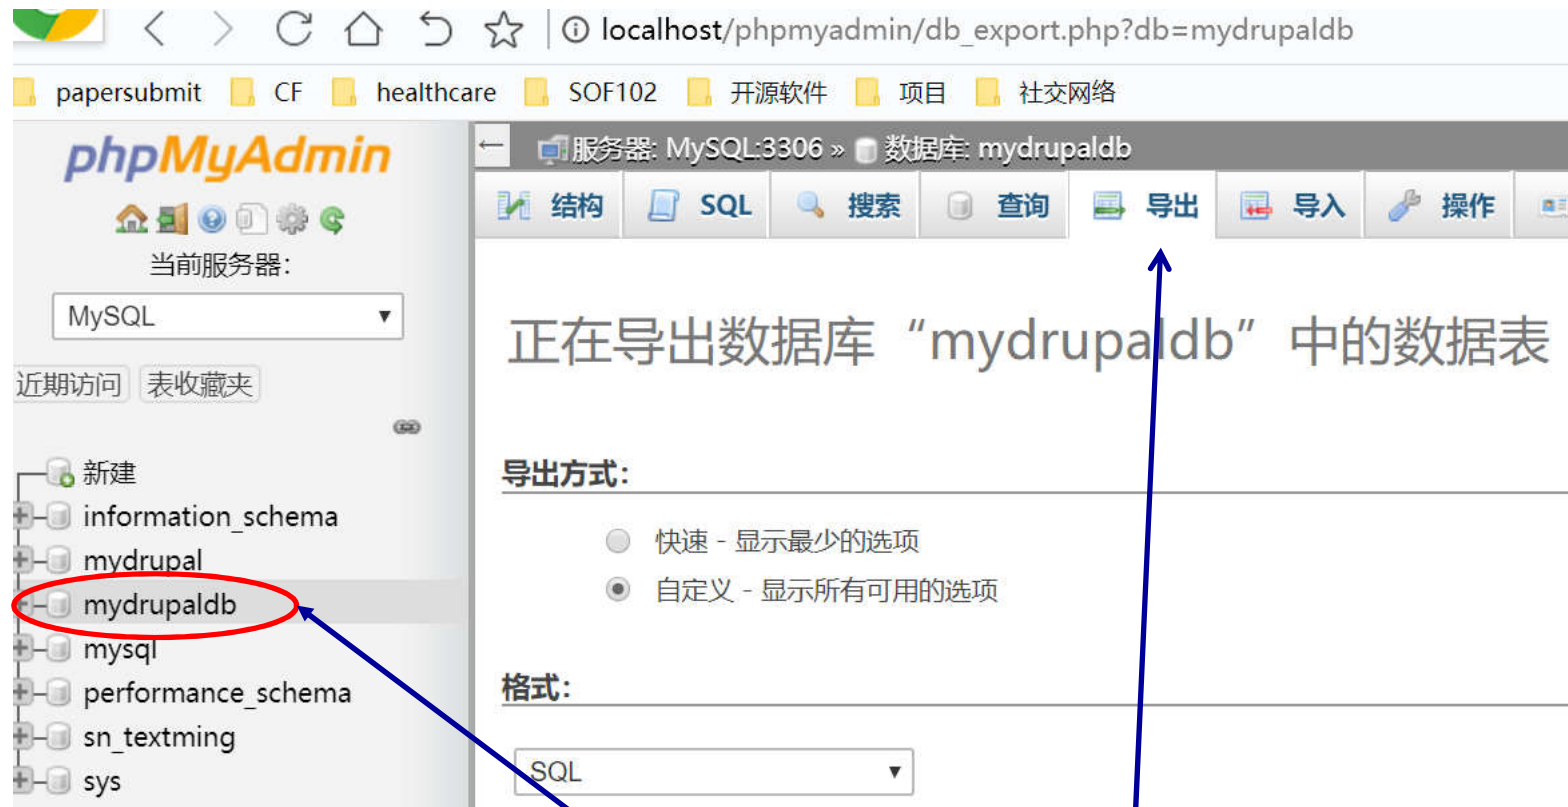 localhost/phpmyadmin/db_export.php?db=mydrupaldb
papersubmit CF healthcare SOF102 开源软件 项目 社交网络
phpMyAdmin
服务器: MySQL:3306 » 数据库: mydrupaldb
结构 SQL 搜索 查询 导出 导入 操作
当前服务器:
MySQL
正在导出数据库“mydrupaldb”中的数据表
近期访问 表收藏夹
新建
导出方式:
information_schema
快速 - 显示最少的选项
mydrupal
自定义 - 显示所有可用的选项
mydrupaldb
mysql
performance_schema
格式:
sn_textming
SQL
sys